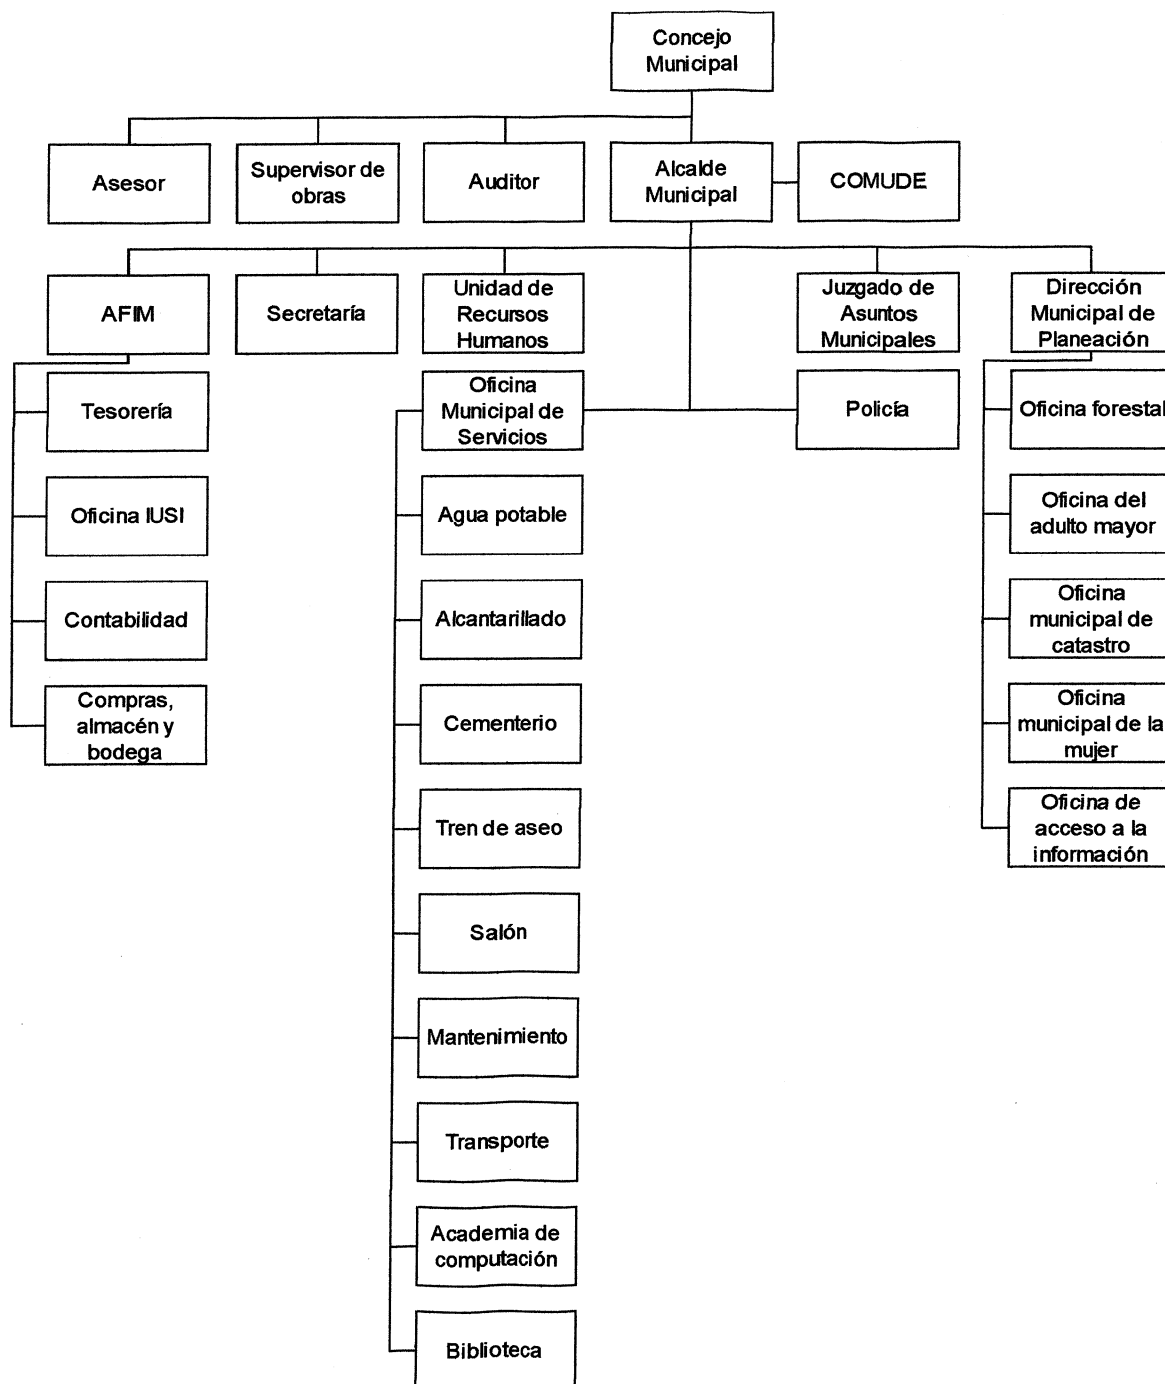 Concejo
Municipal
Asesor
Supervisor de
obras
Auditor
Alcalde
Municipal
COMUDE
AFIM
Secretaría
Unidad de
Recursos
Humanos
Juzgado de
Asuntos
Municipales
Dirección
Municipal de
Planeación
Tesorería
Oficina IUSI
Contabilidad
Compras,
almacén y
bodega
Oficina
Municipal de
Servicios
Agua potable
Alcantarillado
Cementerio
Tren de aseo
Salón
Mantenimiento
Transporte
Academia de
computación
Biblioteca
Policía
Oficina forestal
Oficina del
adulto mayor
Oficina
municipal de
catastro
Oficina
municipal de la
mujer
Oficina de
acceso a la
información